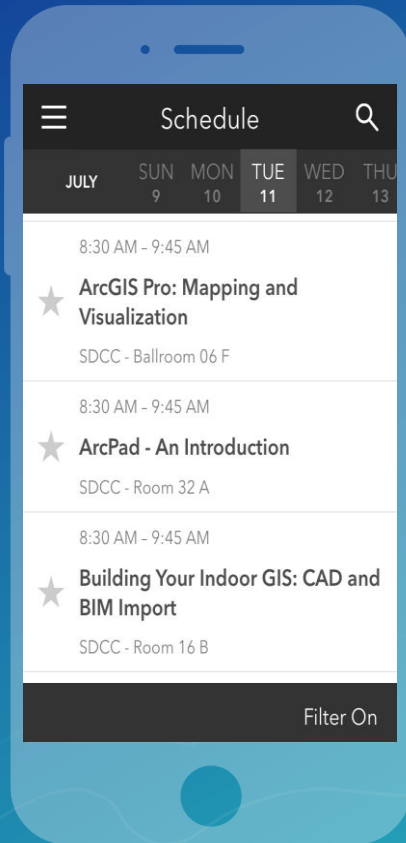 Schedule
JULY SUN MON TUE WED THU
9 10 11 12 13
8:30 AM – 9:45 AM
ArcGIS Pro: Mapping and
Visualization
SDCC - Ballroom 06 F
8:30 AM – 9:45 AM
ArcPad - An Introduction
SDCC - Room 32 A
8:30 AM – 9:45 AM
Building Your Indoor GIS: CAD and
BIM Import
SDCC - Room 16 B
Filter On